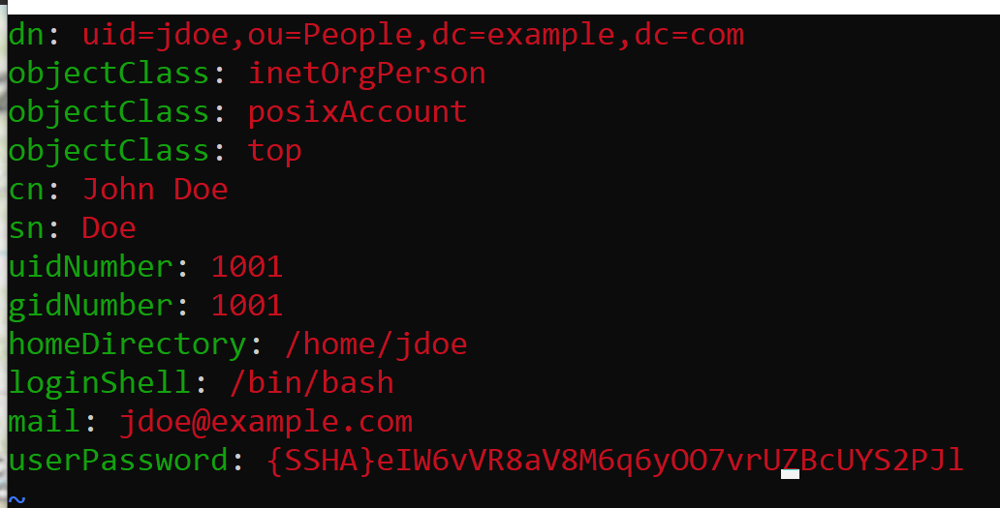 dn: uid=jdoe,ou=People,dc=example,dc=com
objectClass: inetOrgPerson
objectClass: posixAccount
objectClass: top
cn: John Doe
sn: Doe
uidNumber: 1001
gidNumber: 1001
homeDirectory: /home/jdoe
loginShell: /bin/bash
mail: jdoe@example.com
userPassword: {SSHA}eIW6vVR8aV8M6q6yOO7vrUZBcUYS2PJl
~